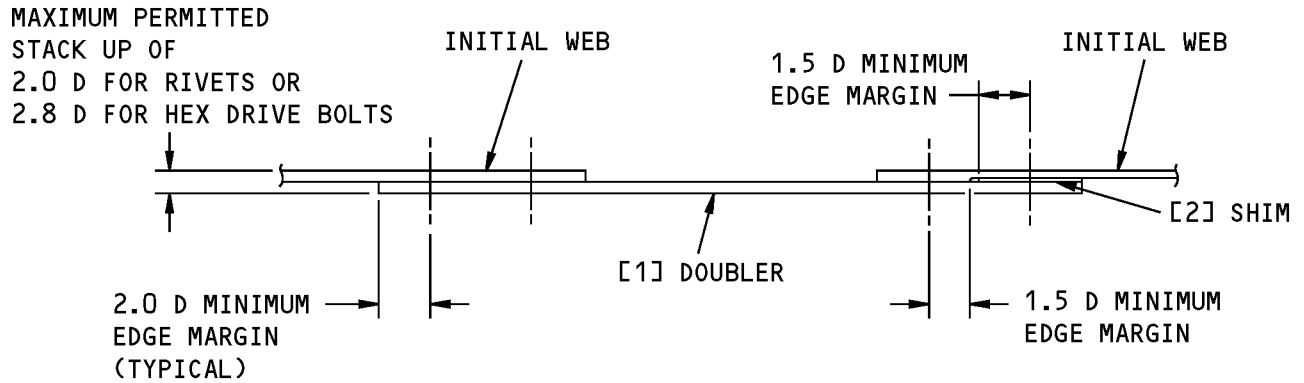 MAXIMUM PERMITTED
STACK UP OF
2.0 D FOR RIVETS OR
2.8 D FOR HEX DRIVE BOLTS
INITIAL WEB
1.5 D MINIMUM
EDGE MARGIN
INITIAL WEB
[2] SHIM
[1] DOUBLER
2.0 D MINIMUM
EDGE MARGIN
(TYPICAL)
1.5 D MINIMUM
EDGE MARGIN